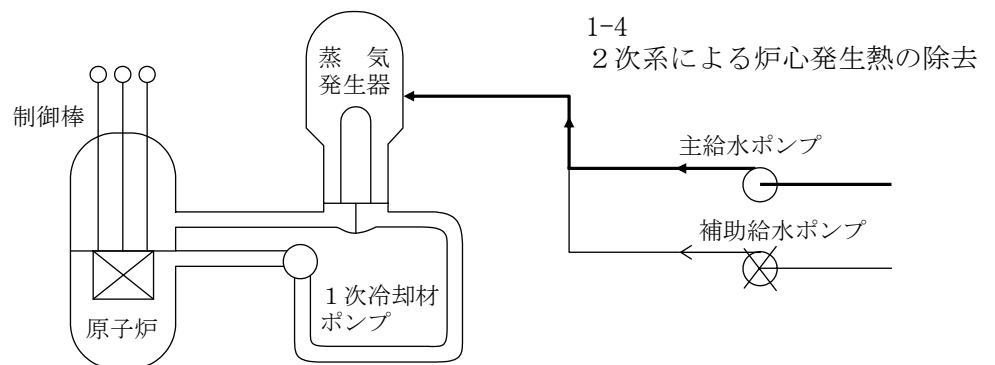 1-4
２次系による炉心発生熱の除去
蒸　気
発生器
制御棒
主給水ポンプ
補助給水ポンプ
１次冷却材
ポンプ
原子炉